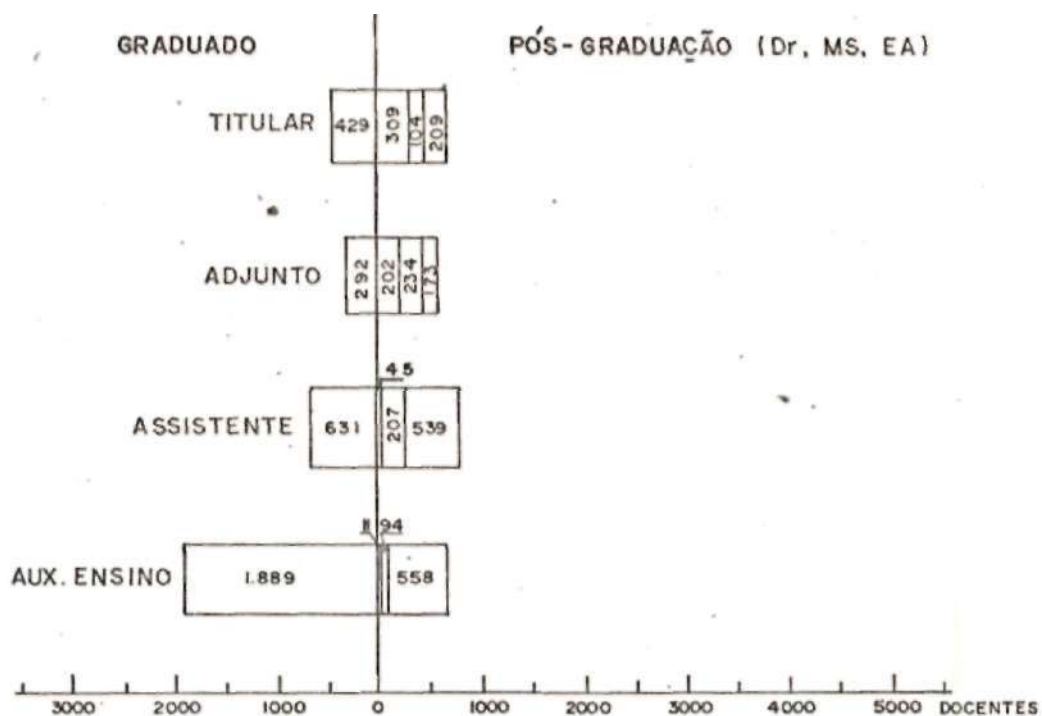 GRADUADO PÓS-GRADUAÇÃO (Dr, MS, EA)
TITULAR 429 309 104 209
ADJUNTO 292 202 234 173
45
ASSISTENTE 631 207 539
11 94
AUX. ENSINO 1.889 558
3000 2000 1000 0 1000 2000 3000 4000 5000 DOCENTES